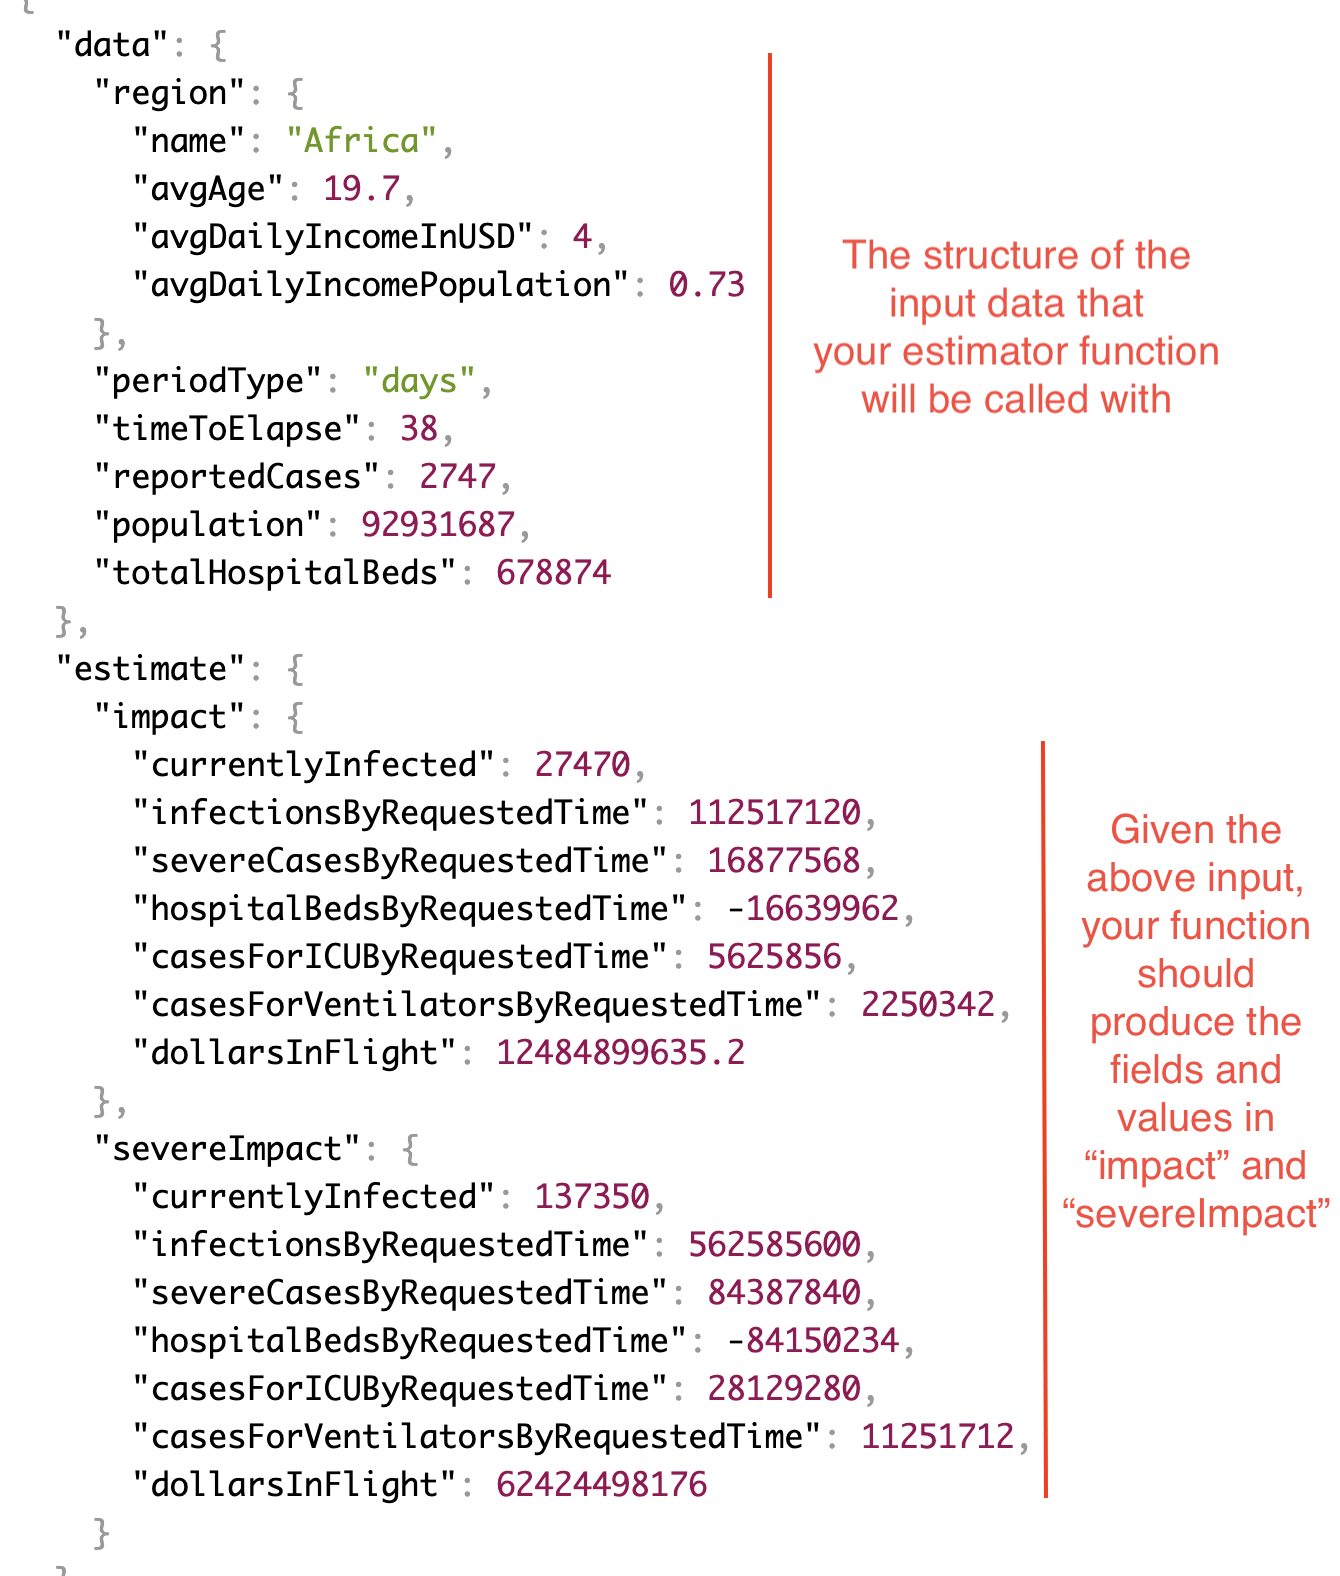 {
"data": {
"region": {
"name": "Africa",
"avgAge": 19.7,
"avgDailyIncomeInUSD": 4,
"avgDailyIncomePopulation": 0.73
},
"periodType": "days",
"timeToElapse": 38,
"reportedCases": 2747,
"population": 92931687,
"totalHospitalBeds": 678874
},
The structure of the
input data that
your estimator function
will be called with
"estimate": {
"impact": {
"currentlyInfected": 27470,
"infectionsByRequestedTime": 112517120,
"severeCasesByRequestedTime": 16877568,
"hospitalBedsByRequestedTime": -16639962,
"casesForICUByRequestedTime": 5625856,
"casesForVentilatorsByRequestedTime": 2250342,
"dollarsInFlight": 12484899635.2
},
"severeImpact": {
"currentlyInfected": 137350,
"infectionsByRequestedTime": 562585600,
"severeCasesByRequestedTime": 84387840,
"hospitalBedsByRequestedTime": -84150234,
"casesForICUByRequestedTime": 28129280,
"casesForVentilatorsByRequestedTime": 11251712,
"dollarsInFlight": 62424498176
}
}
Given the
above input,
your function
should
produce the
fields and
values in
“impact” and
“severeImpact”